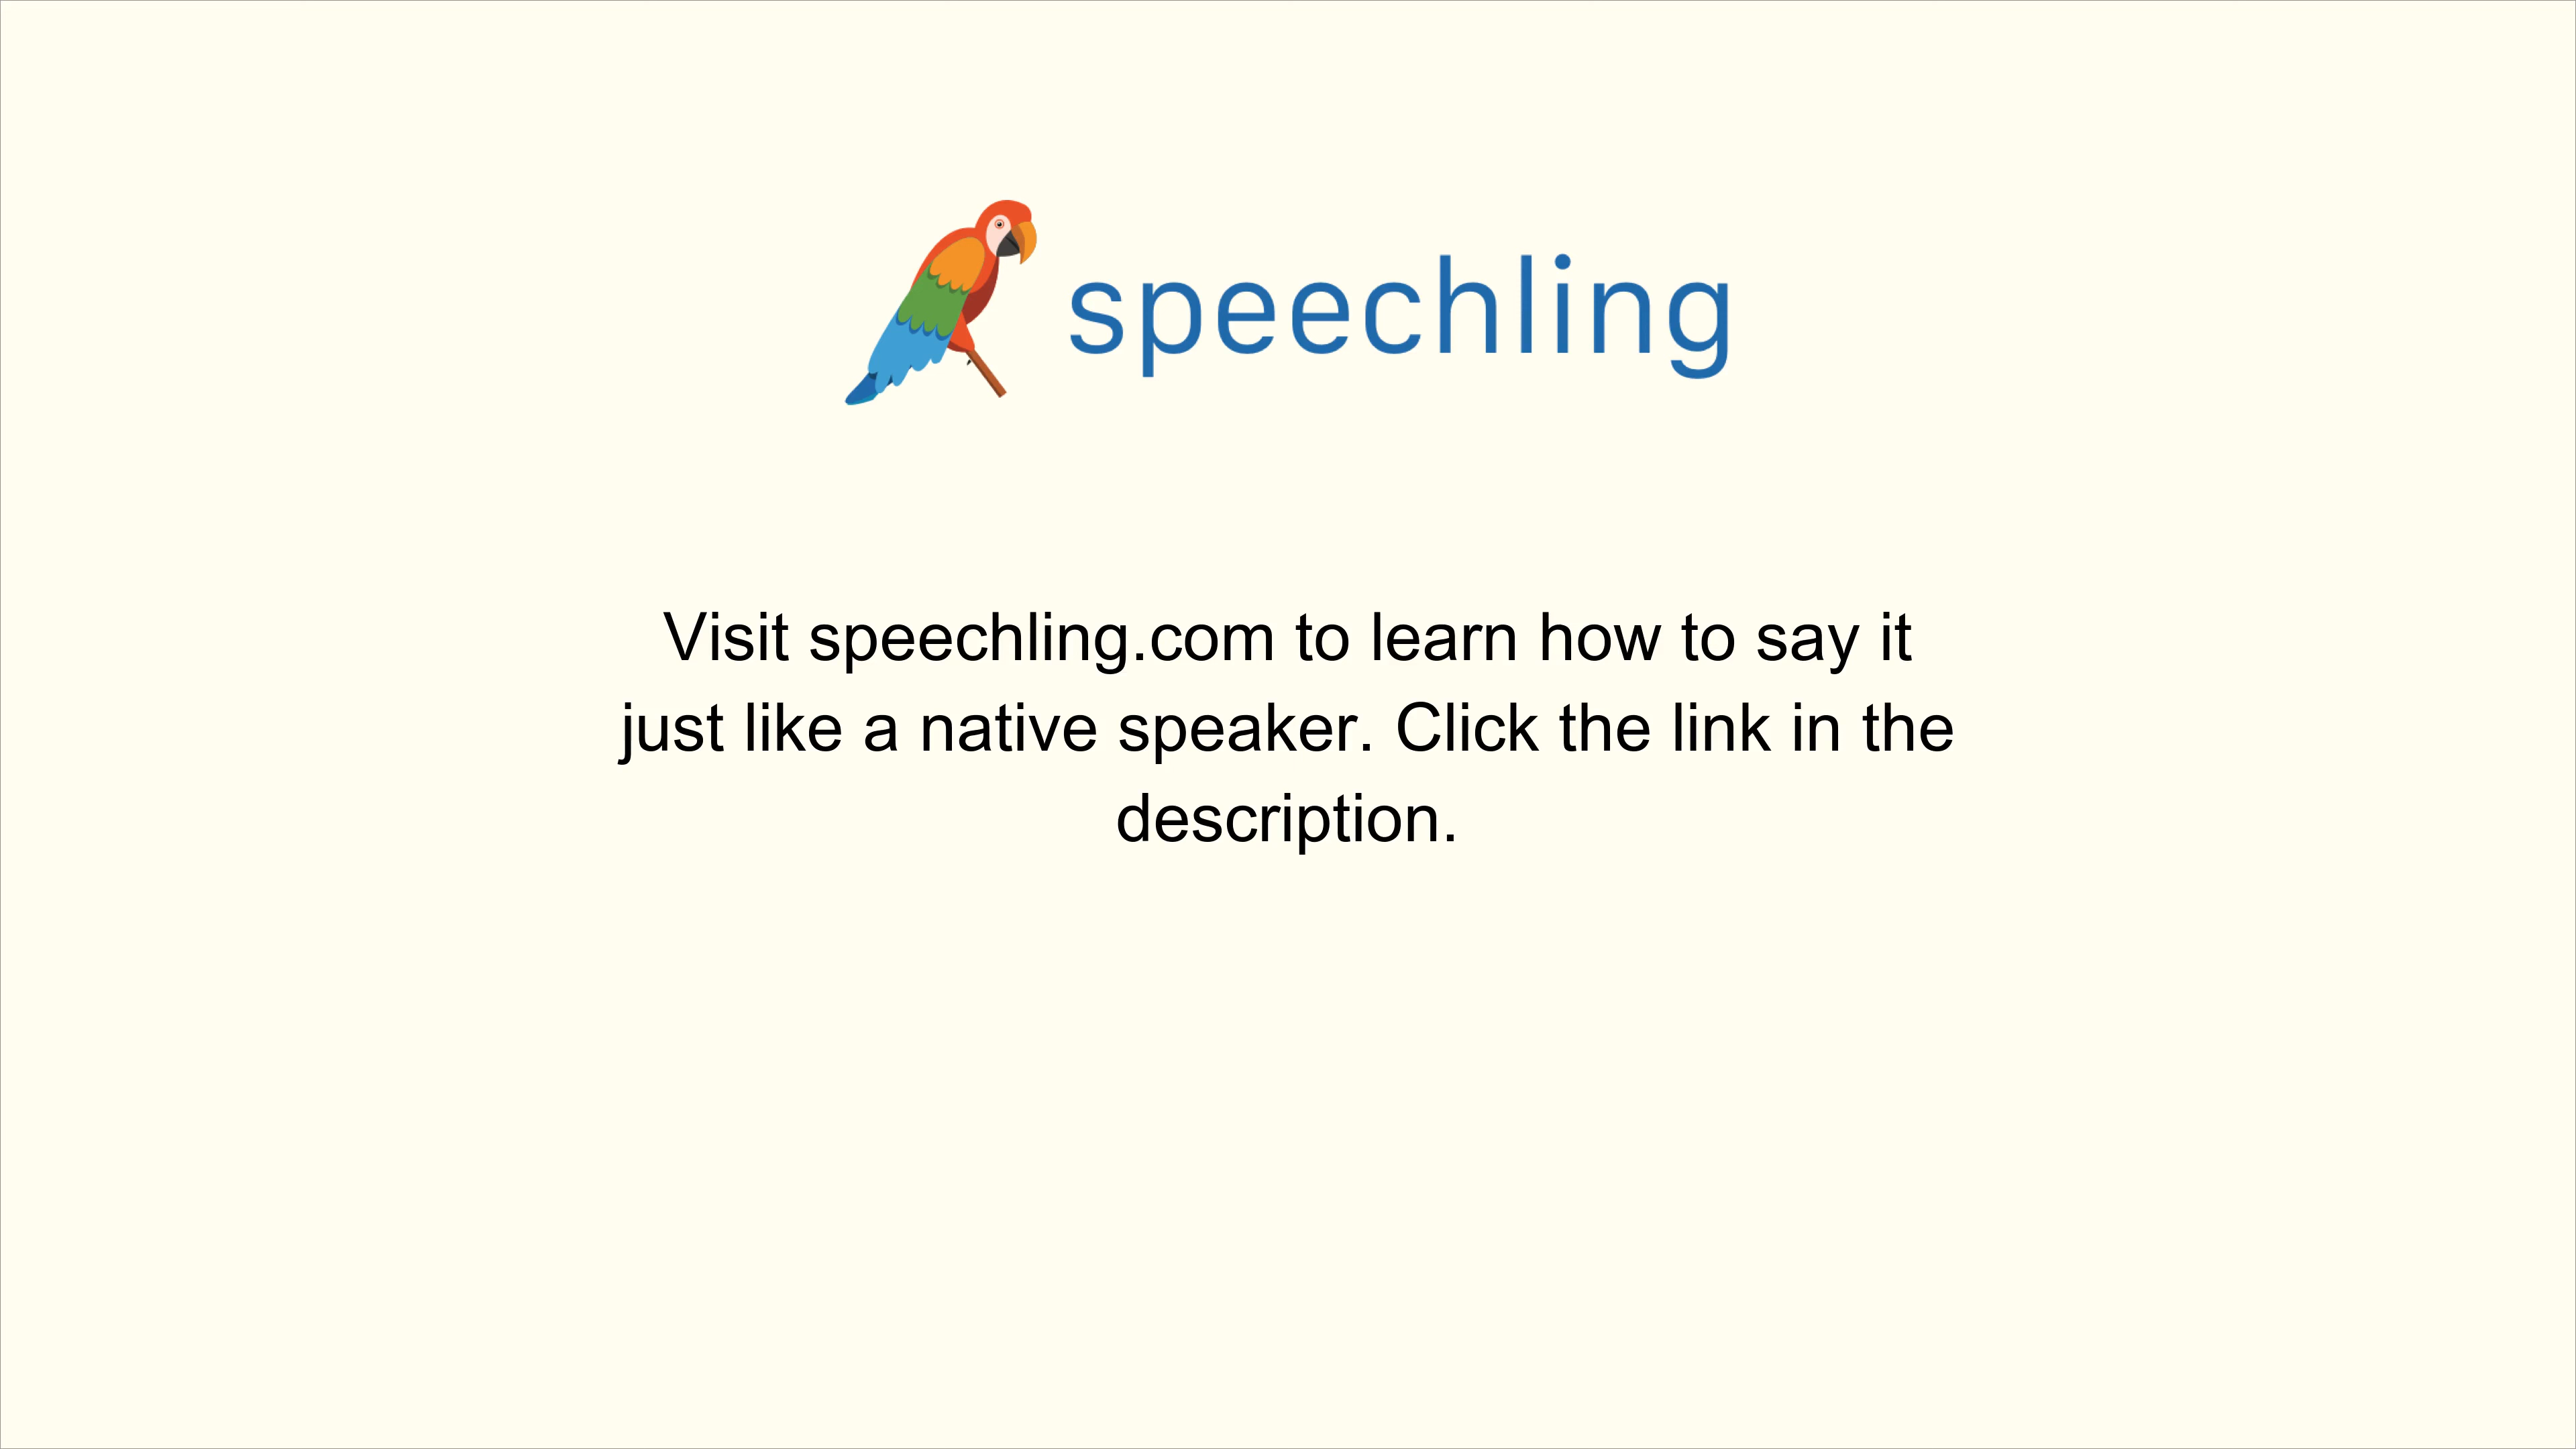 speechling
Visit speechling.com to learn how to say it
just like a native speaker. Click the link in the
description.